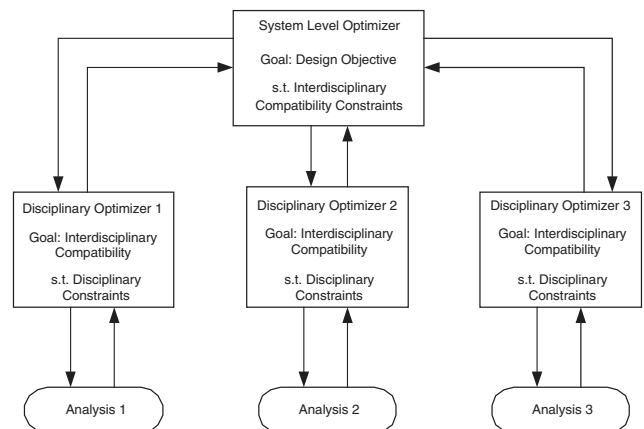 System Level Optimizer
Goal: Design Objective
s.t. Interdisciplinary
Compatibility Constraints
Disciplinary Optimizer 1
Goal: Interdisciplinary
Compatibility
s.t. Disciplinary
Constraints
Disciplinary Optimizer 2
Goal: Interdisciplinary
Compatibility
s.t. Disciplinary
Constraints
Disciplinary Optimizer 3
Goal: Interdisciplinary
Compatibility
s.t. Disciplinary
Constraints
Analysis 1
Analysis 2
Analysis 3